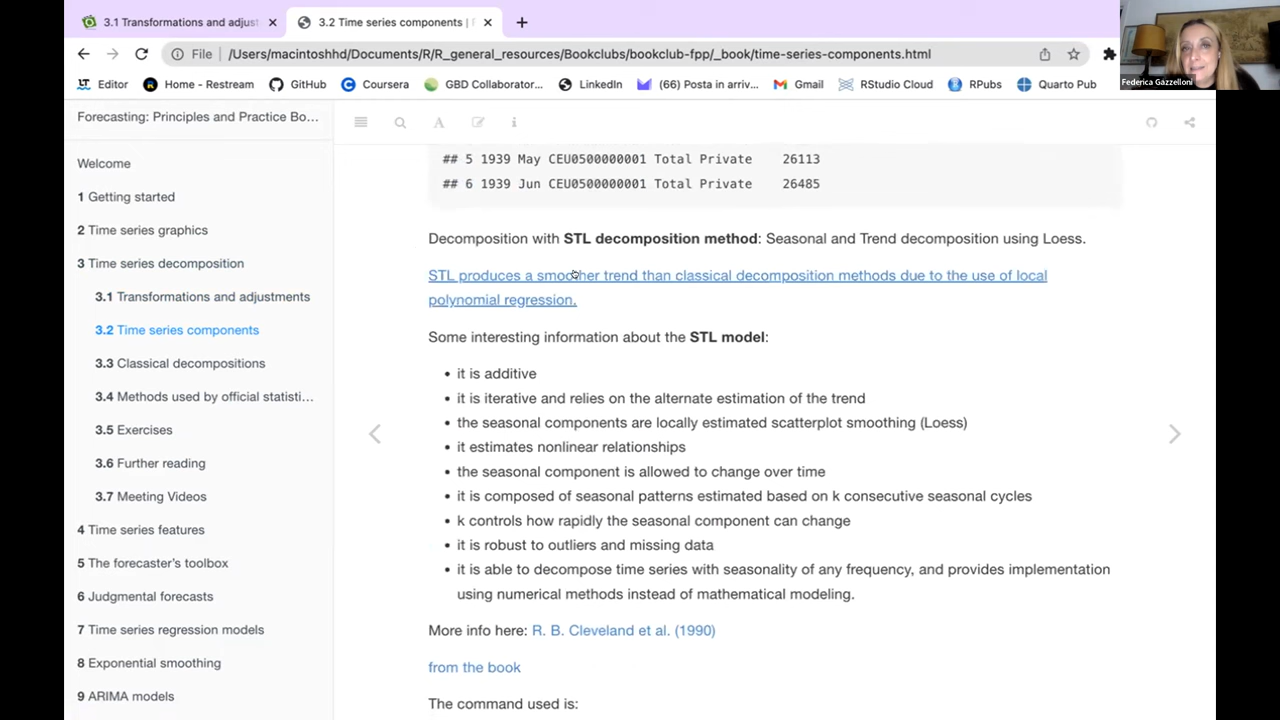 3.1 Transformations and adjust
3.2 Time series components |
File
/Users/macintoshhd/Documents/R/R_general_resources/Bookclubs/bookclub-fpp/_book/time-series-components.html
Federica Gazzelloni
Editor
Home - Restream
GitHub
Coursera
GBD Collaborator...
LinkedIn
(66) Posta in arriv...
Gmail
RStudio Cloud
RPubs
Quarto Pub
Forecasting: Principles and Practice Bo...
Welcome
1 Getting started
2 Time series graphics
3 Time series decomposition
3.1 Transformations and adjustments
3.2 Time series components
3.3 Classical decompositions
3.4 Methods used by official statisti...
3.5 Exercises
3.6 Further reading
3.7 Meeting Videos
4 Time series features
5 The forecaster's toolbox
6 Judgmental forecasts
7 Time series regression models
8 Exponential smoothing
9 ARIMA models
## 5 1939 May CEU0500000001 Total Private 26113
## 6 1939 Jun CEU0500000001 Total Private 26485
Decomposition with STL decomposition method: Seasonal and Trend decomposition using Loess.
STL produces a smoother trend than classical decomposition methods due to the use of local
polynomial regression.
Some interesting information about the STL model:
• it is additive
• it is iterative and relies on the alternate estimation of the trend
• the seasonal components are locally estimated scatterplot smoothing (Loess)
• it estimates nonlinear relationships
• the seasonal component is allowed to change over time
• it is composed of seasonal patterns estimated based on k consecutive seasonal cycles
• k controls how rapidly the seasonal component can change
• it is robust to outliers and missing data
• it is able to decompose time series with seasonality of any frequency, and provides implementation
using numerical methods instead of mathematical modeling.
More info here: R. B. Cleveland et al. (1990)
from the book
The command used is: